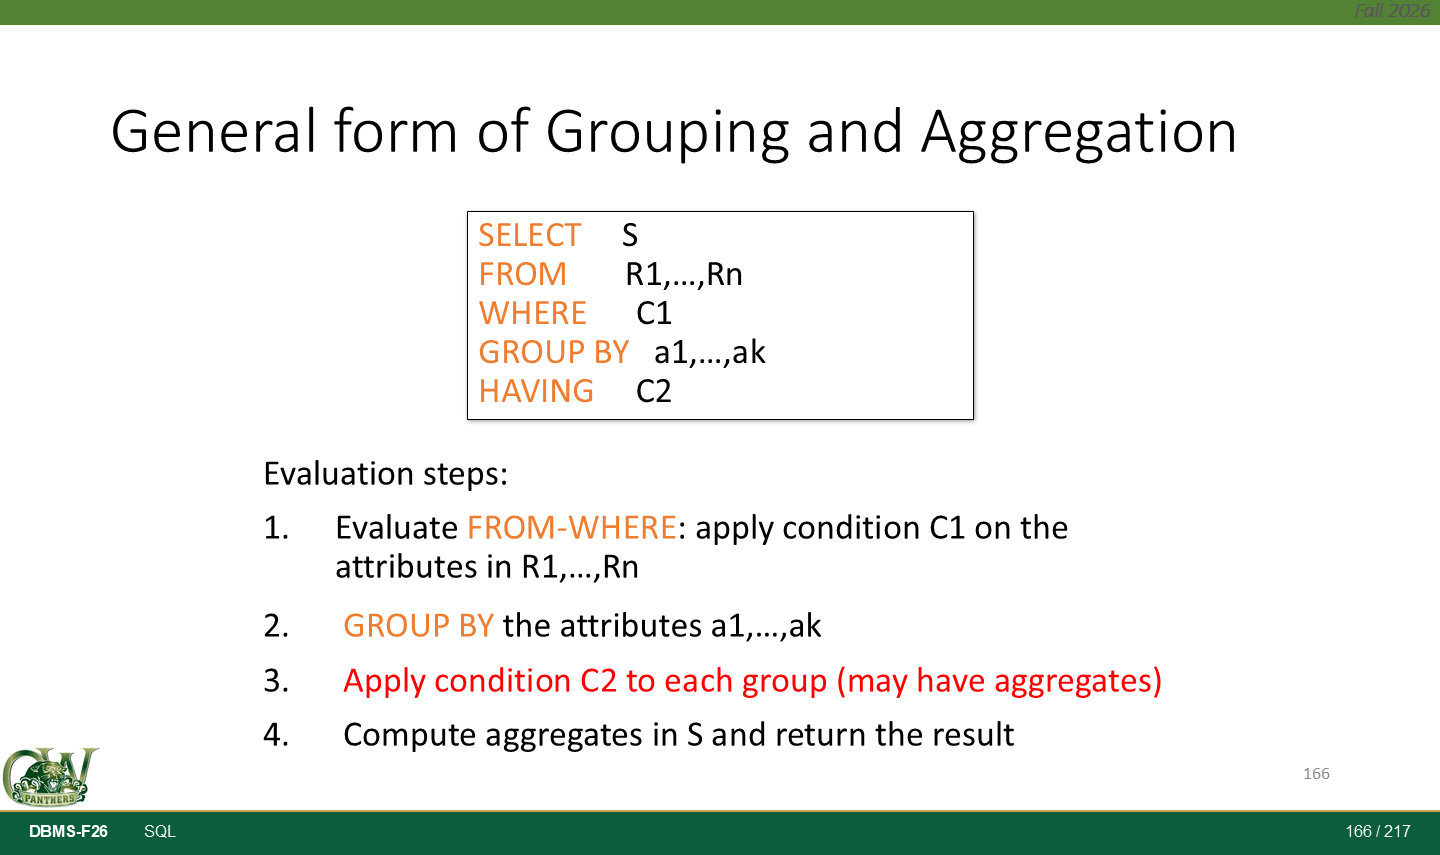 Fall 2026
General form of Grouping and Aggregation
SELECT S
FROM R1,…,Rn
WHERE C1
GROUP BY a1,…,ak
HAVING C2
Evaluation steps:
1. Evaluate FROM-WHERE: apply condition C1 on the
attributes in R1,…,Rn
2. GROUP BY the attributes a1,…,ak
3. Apply condition C2 to each group (may have aggregates)
4. Compute aggregates in S and return the result
OW
PANTHERS
166
DBMS-F26 SQL 166 / 217